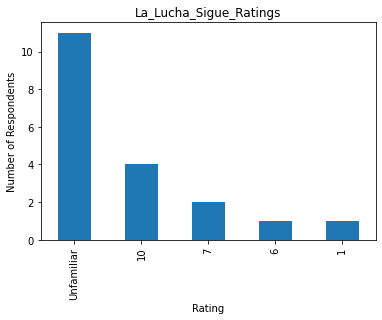 La_Lucha_Sigue_Ratings
Number of Respondents
10
8
6
4
2
0
Unfamiliar
10
7
6
1
Rating